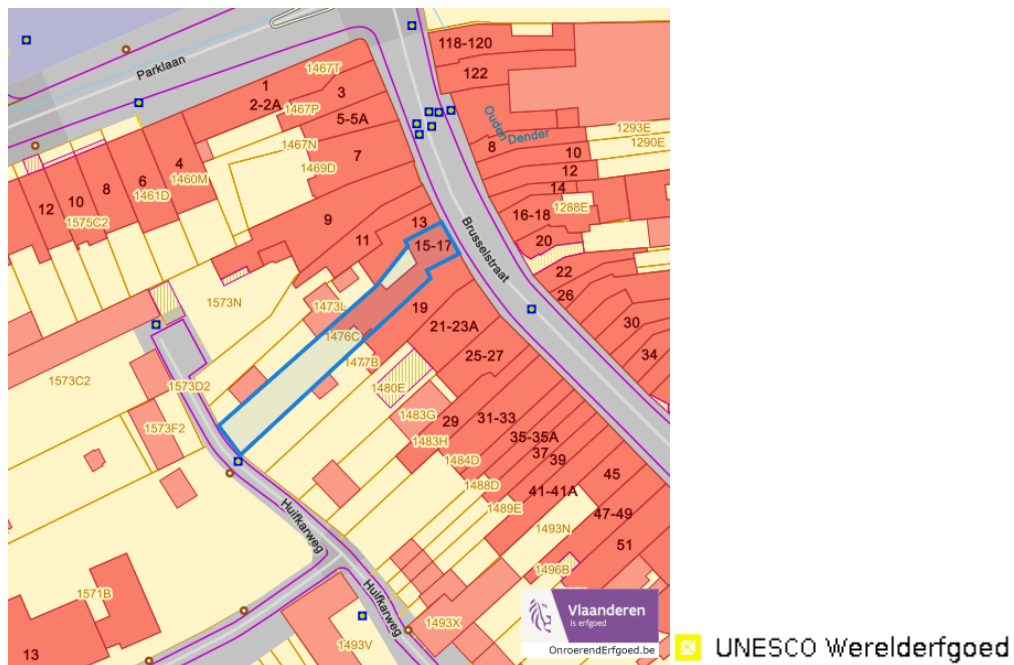 118-120
Parklaan
1467T
122
1
2-2A
1467P
3
5-5A
Ouden Dender
1293E
1290E
1467N
1469D
7
8
10
12
14
4
1460M
6
1461D
8
10
12
1575C2
16-18
1288E
9
13
11
15-17
Brusselstraat
20
22
26
1573N
19
30
21-23A
1476C
34
25-27
1477B
1573C2
1573D2
1480E
1573F2
1483G
29
31-33
1483H
35-35A
37
39
1484D
45
1488D
41-41A
1489E
47-49
1493N
51
Huifkarweg
1496B
1571B
Huifkarweg
1493X
1493V
13
Vlaanderen
is erfgoed
OnroerendErfgoed.be
UNESCO Werelderfgoed